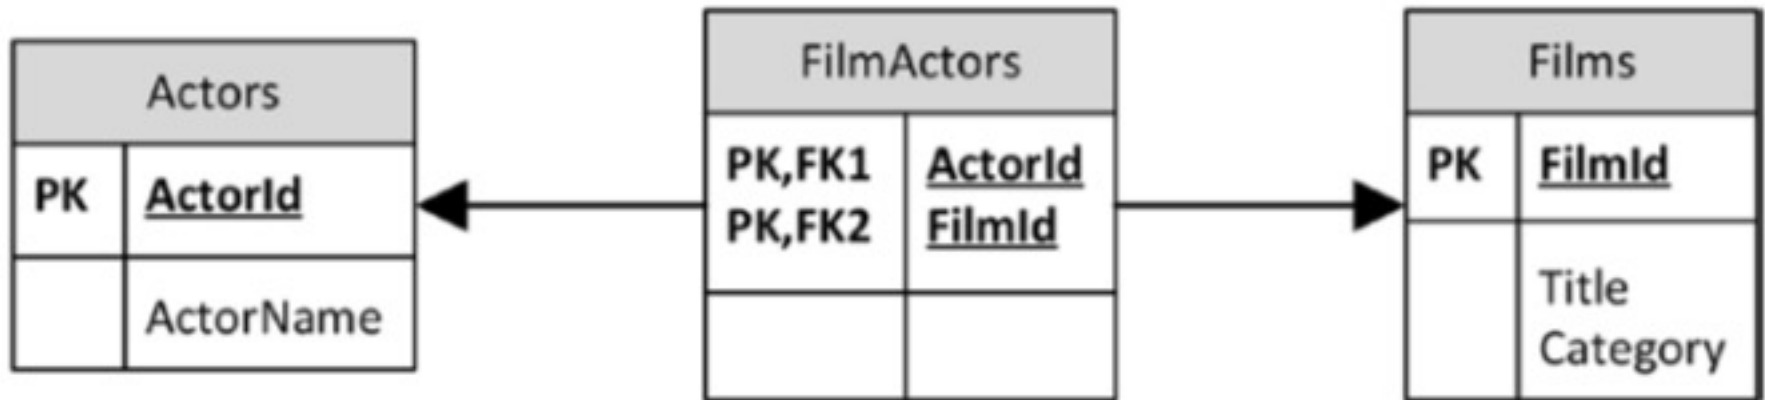 Actors
PK ActorId
ActorName
FilmActors
PK,FK1 ActorId
PK,FK2 FilmId
Films
PK FilmId
Title
Category